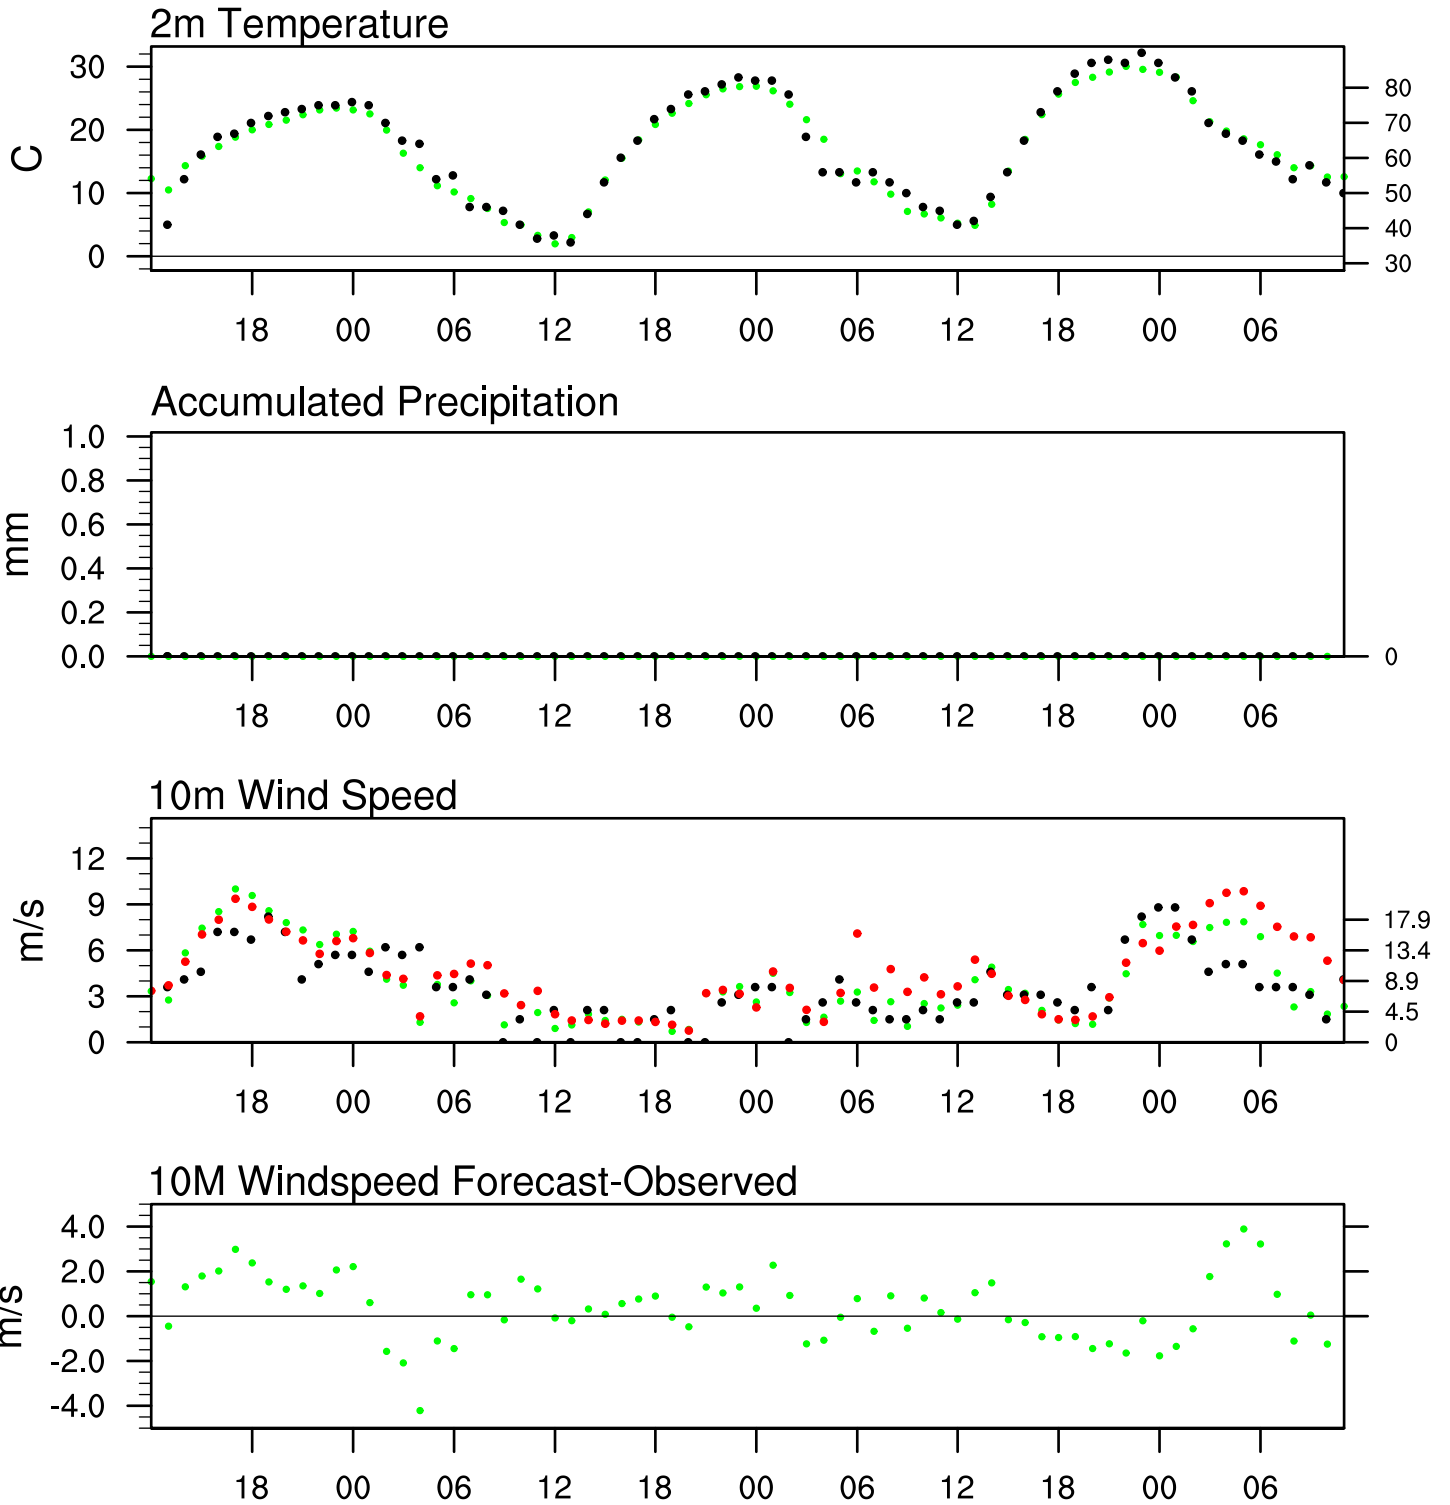 2m Temperature
30
20
10
0
C
80
70
60
50
40
30
18 00 06 12 18 00 06 12 18 00 06
Accumulated Precipitation
1.0
0.8
0.6
0.4
0.2
0.0
mm
0
18 00 06 12 18 00 06 12 18 00 06
10m Wind Speed
12
9
6
3
0
m/s
17.9
13.4
8.9
4.5
0
18 00 06 12 18 00 06 12 18 00 06
10M Windspeed Forecast-Observed
4.0
2.0
0.0
-2.0
-4.0
m/s
18 00 06 12 18 00 06 12 18 00 06